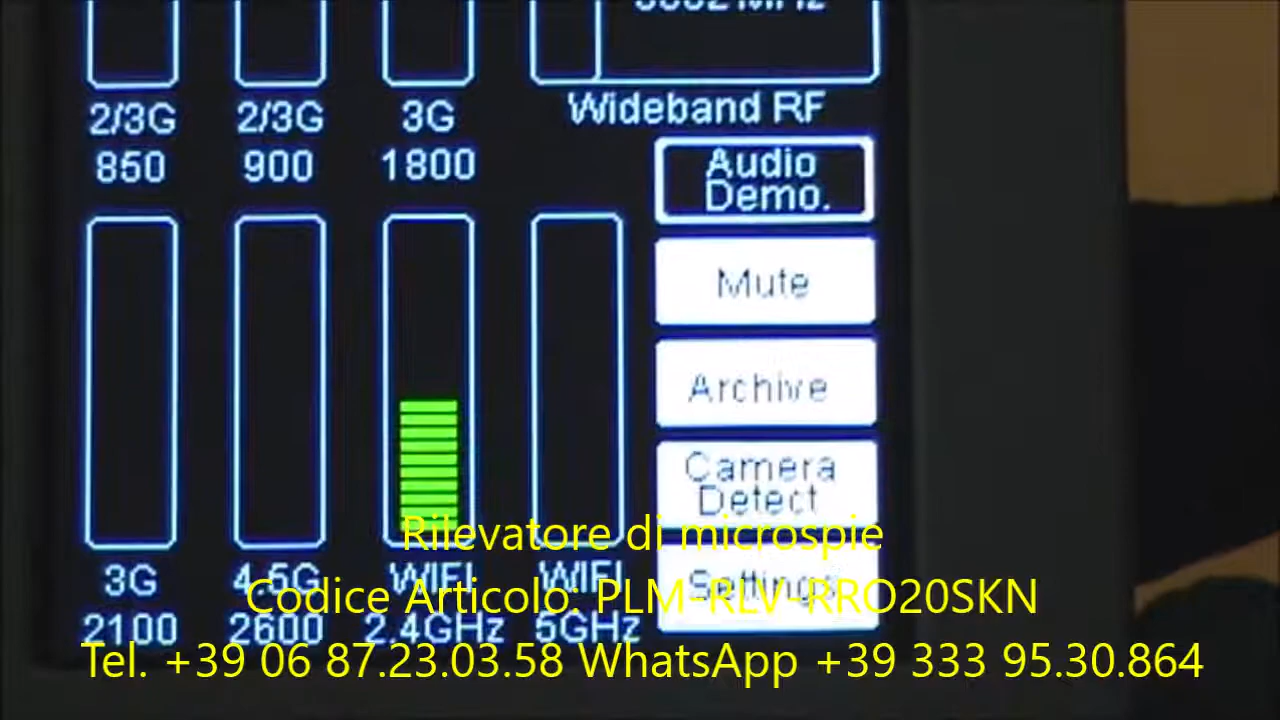 2/3G 2/3G 3G Wideband RF
850 900 1800
Audio
Demo.
Mute
Archive
Camera
Detect
Settings
3G 4.5G WIFI WIFI
2100 2600 2.4GHz 5GHz
Rilevatore di microspie
Codice Articolo: PLM-RLV-RRO20SKN
Tel. +39 06 87.23.03.58 WhatsApp +39 333 95.30.864